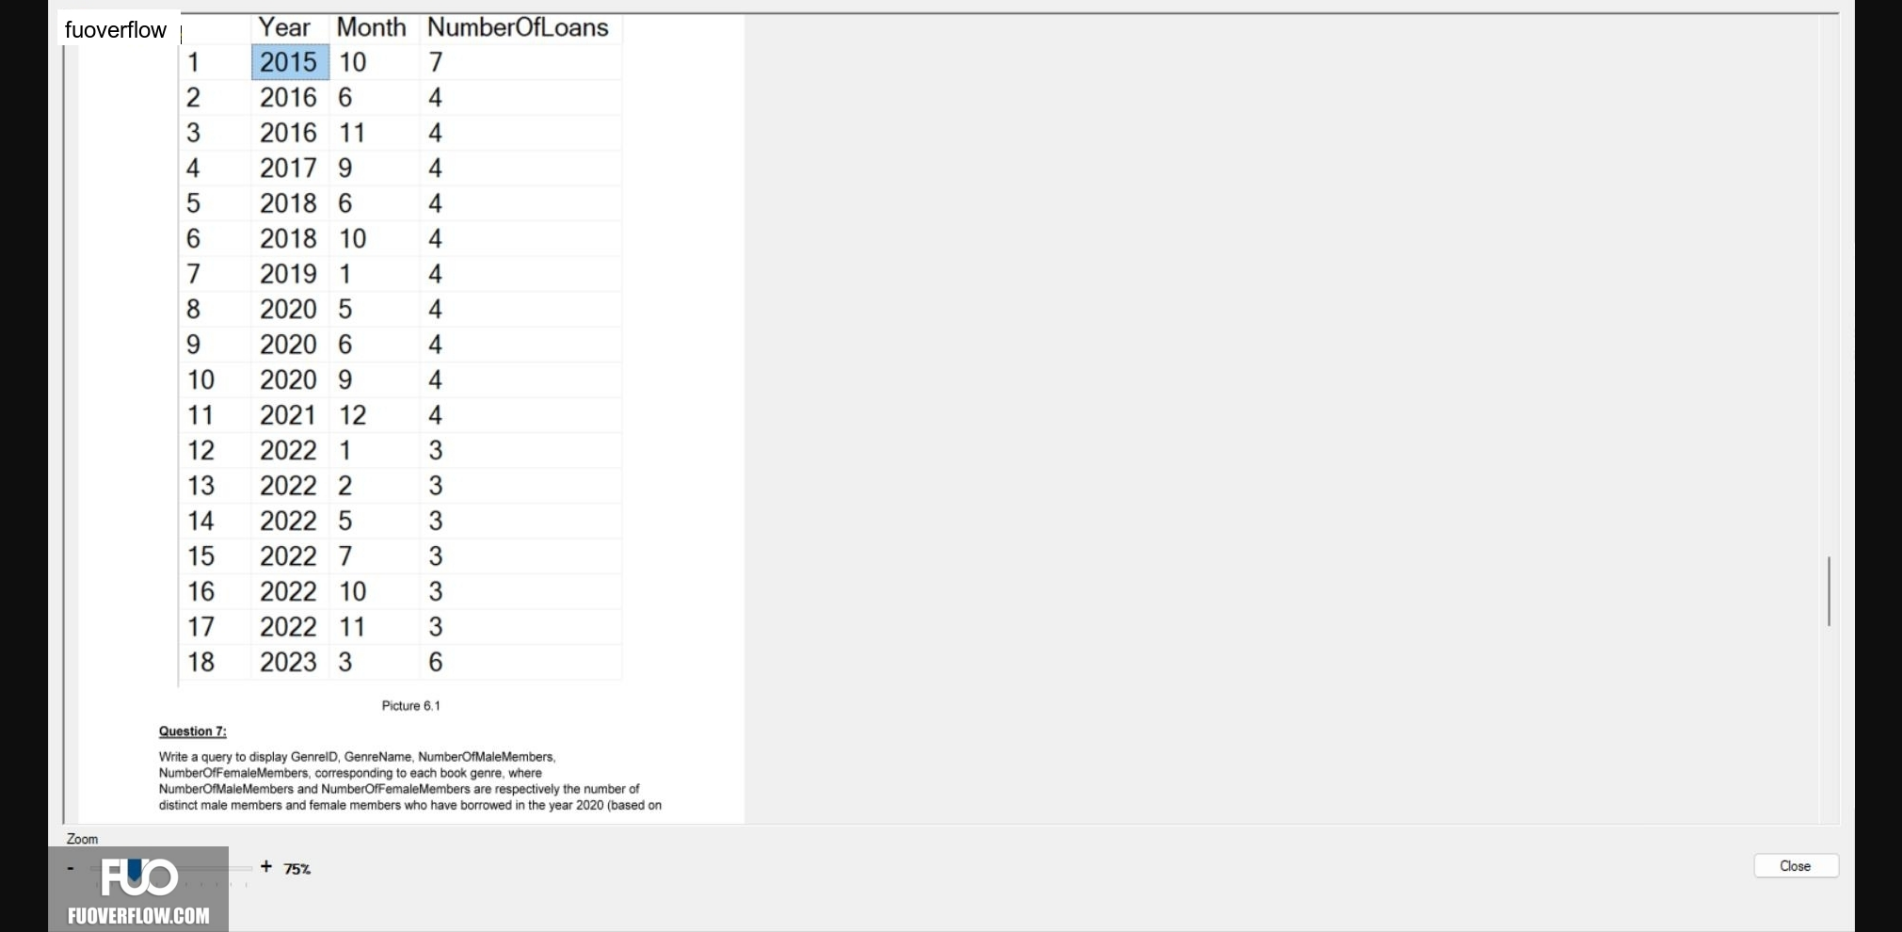 fuoverflow
Year Month NumberOfLoans
1 2015 10 7
2 2016 6 4
3 2016 11 4
4 2017 9 4
5 2018 6 4
6 2018 10 4
7 2019 1 4
8 2020 5 4
9 2020 6 4
10 2020 9 4
11 2021 12 4
12 2022 1 3
13 2022 2 3
14 2022 5 3
15 2022 7 3
16 2022 10 3
17 2022 11 3
18 2023 3 6
Picture 6.1
Question 7:
Write a query to display GenreID, GenreName, NumberOfMaleMembers,
NumberOfFemaleMembers, corresponding to each book genre, where
NumberOfMaleMembers and NumberOfFemaleMembers are respectively the number of
distinct male members and female members who have borrowed in the year 2020 (based on
Zoom
- + 75%
Close
FUO
FUOVERFLOW.COM